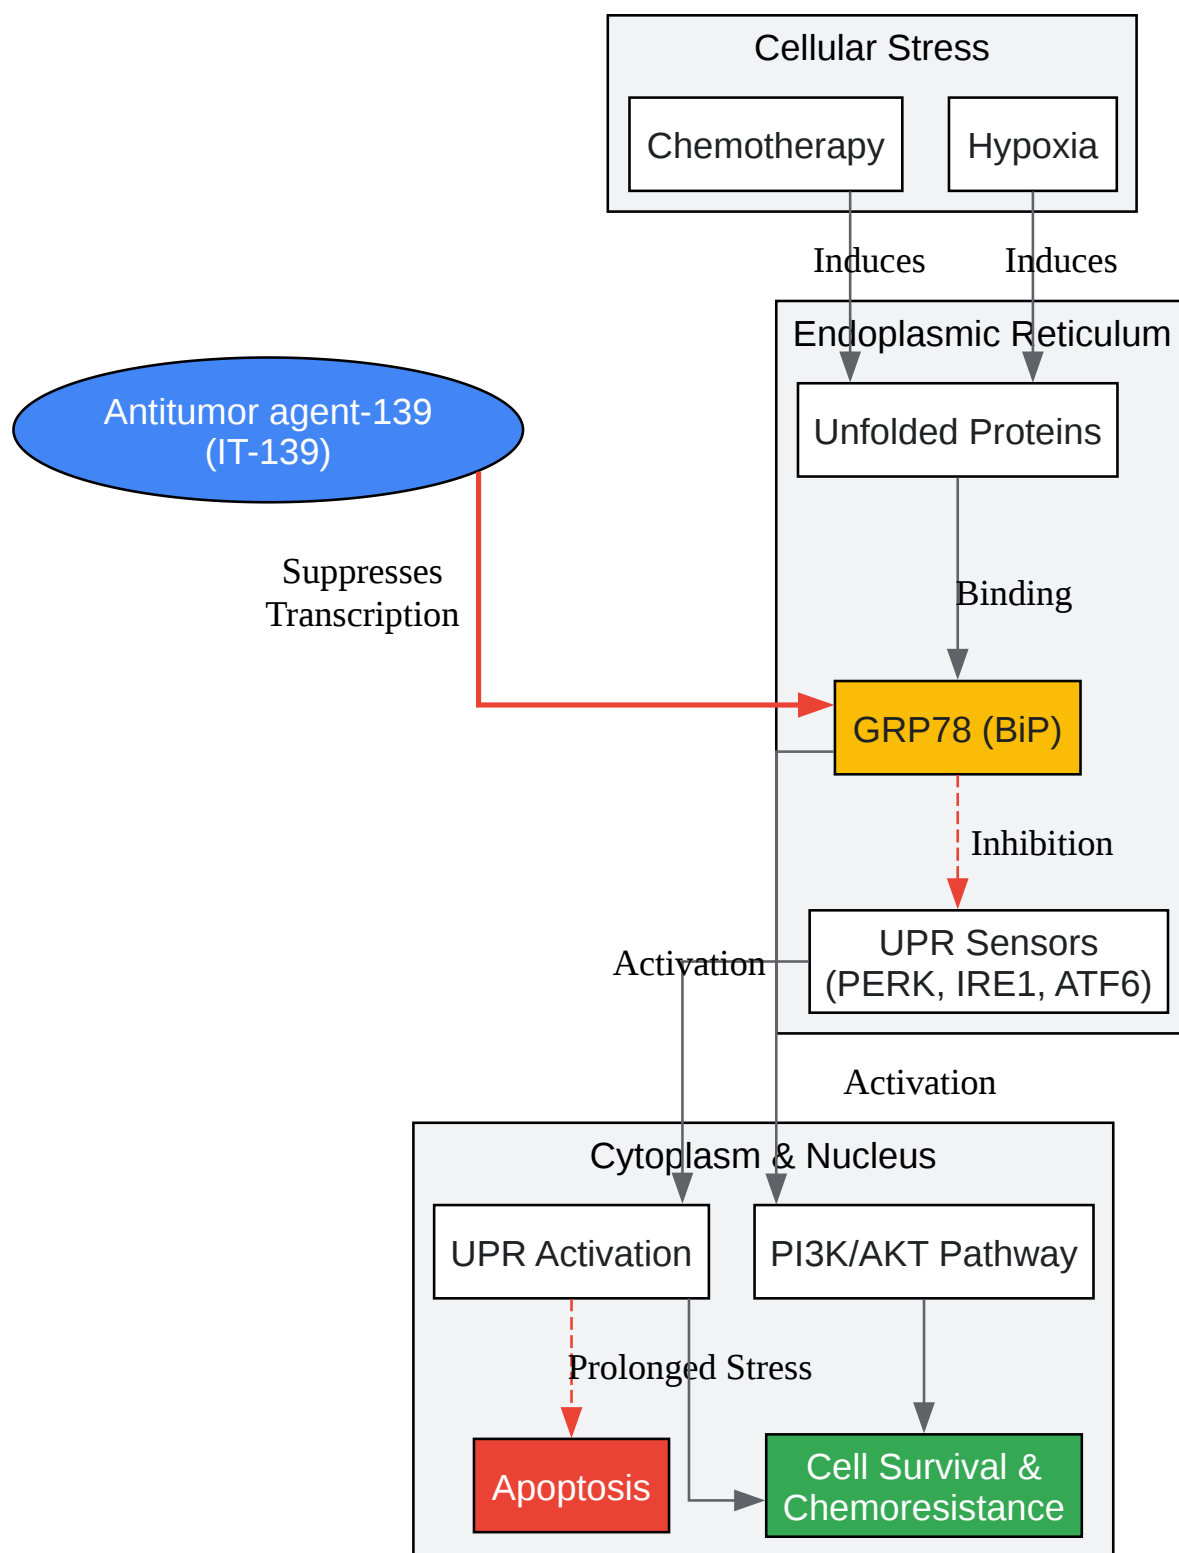 Cellular Stress
Chemotherapy
Hypoxia
Induces
Induces
Endoplasmic Reticulum
Antitumor agent-139
(IT-139)
Unfolded Proteins
Suppresses
Transcription
Binding
GRP78 (BiP)
Inhibition
UPR Sensors
(PERK, IRE1, ATF6)
Activation
Activation
Cytoplasm & Nucleus
UPR Activation
PI3K/AKT Pathway
Prolonged Stress
Apoptosis
Cell Survival &
Chemoresistance